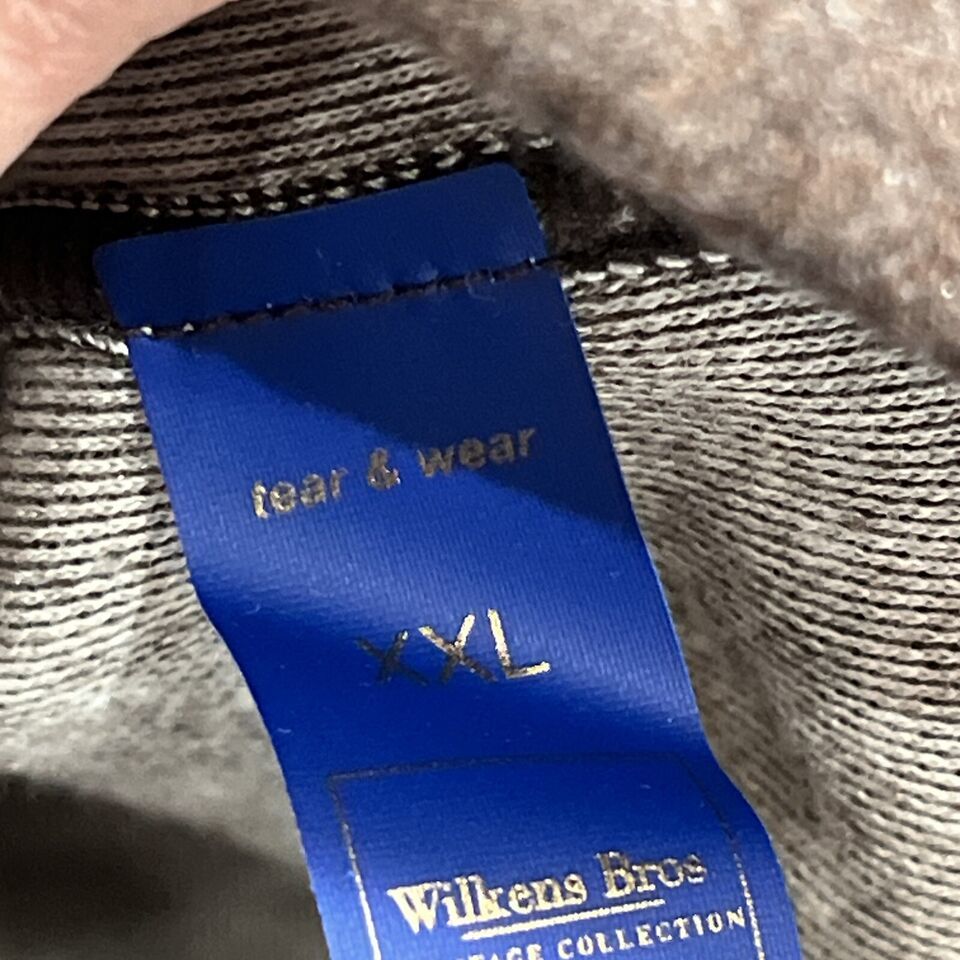 tear & wear
XXL
Wilkens Bros
COLLECTION